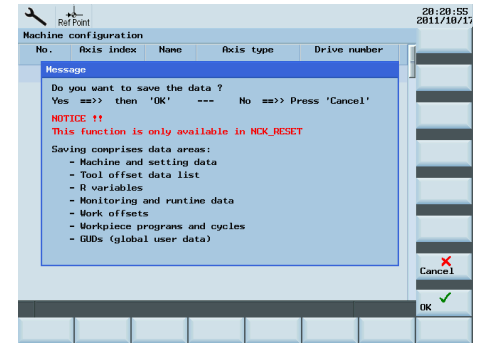 Ref Point
20:20:55
2011/10/17
Machine configuration
No. Axis index Name Axis type Drive number
Message
Do you want to save the data ?
Yes ==>> then 'OK' --- No ==>> Press 'Cancel'
NOTICE !!
This function is only available in NCK_RESET
Saving comprises data areas:
- Machine and setting data
- Tool offset data list
- R variables
- Monitoring and runtime data
- Work offsets
- Workpiece programs and cycles
- GUDs (global user data)
Cancel
OK